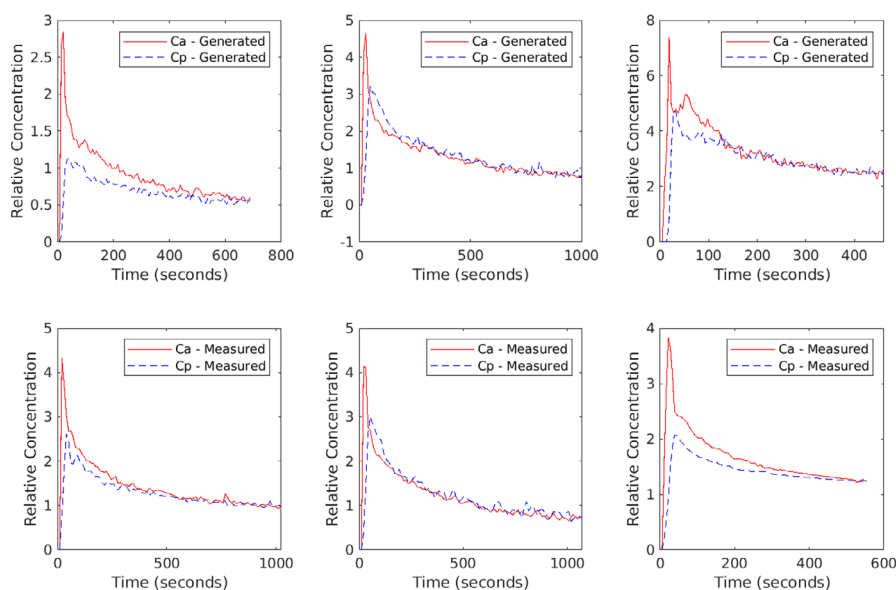 3
2.5
2
1.5
1
0.5
0
Relative Concentration
Ca - Generated
Cp - Generated
0 200 400 600 800
Time (seconds)
5
4
3
2
1
0
-1
Relative Concentration
Ca - Generated
Cp - Generated
0 500 1000
Time (seconds)
8
6
4
2
0
Relative Concentration
Ca - Generated
Cp - Generated
0 100 200 300 400
Time (seconds)
5
4
3
2
1
0
Relative Concentration
Ca - Measured
Cp - Measured
0 500 1000
Time (seconds)
5
4
3
2
1
0
Relative Concentration
Ca - Measured
Cp - Measured
0 500 1000
Time (seconds)
4
3
2
1
0
Relative Concentration
Ca - Measured
Cp - Measured
0 200 400 600
Time (seconds)